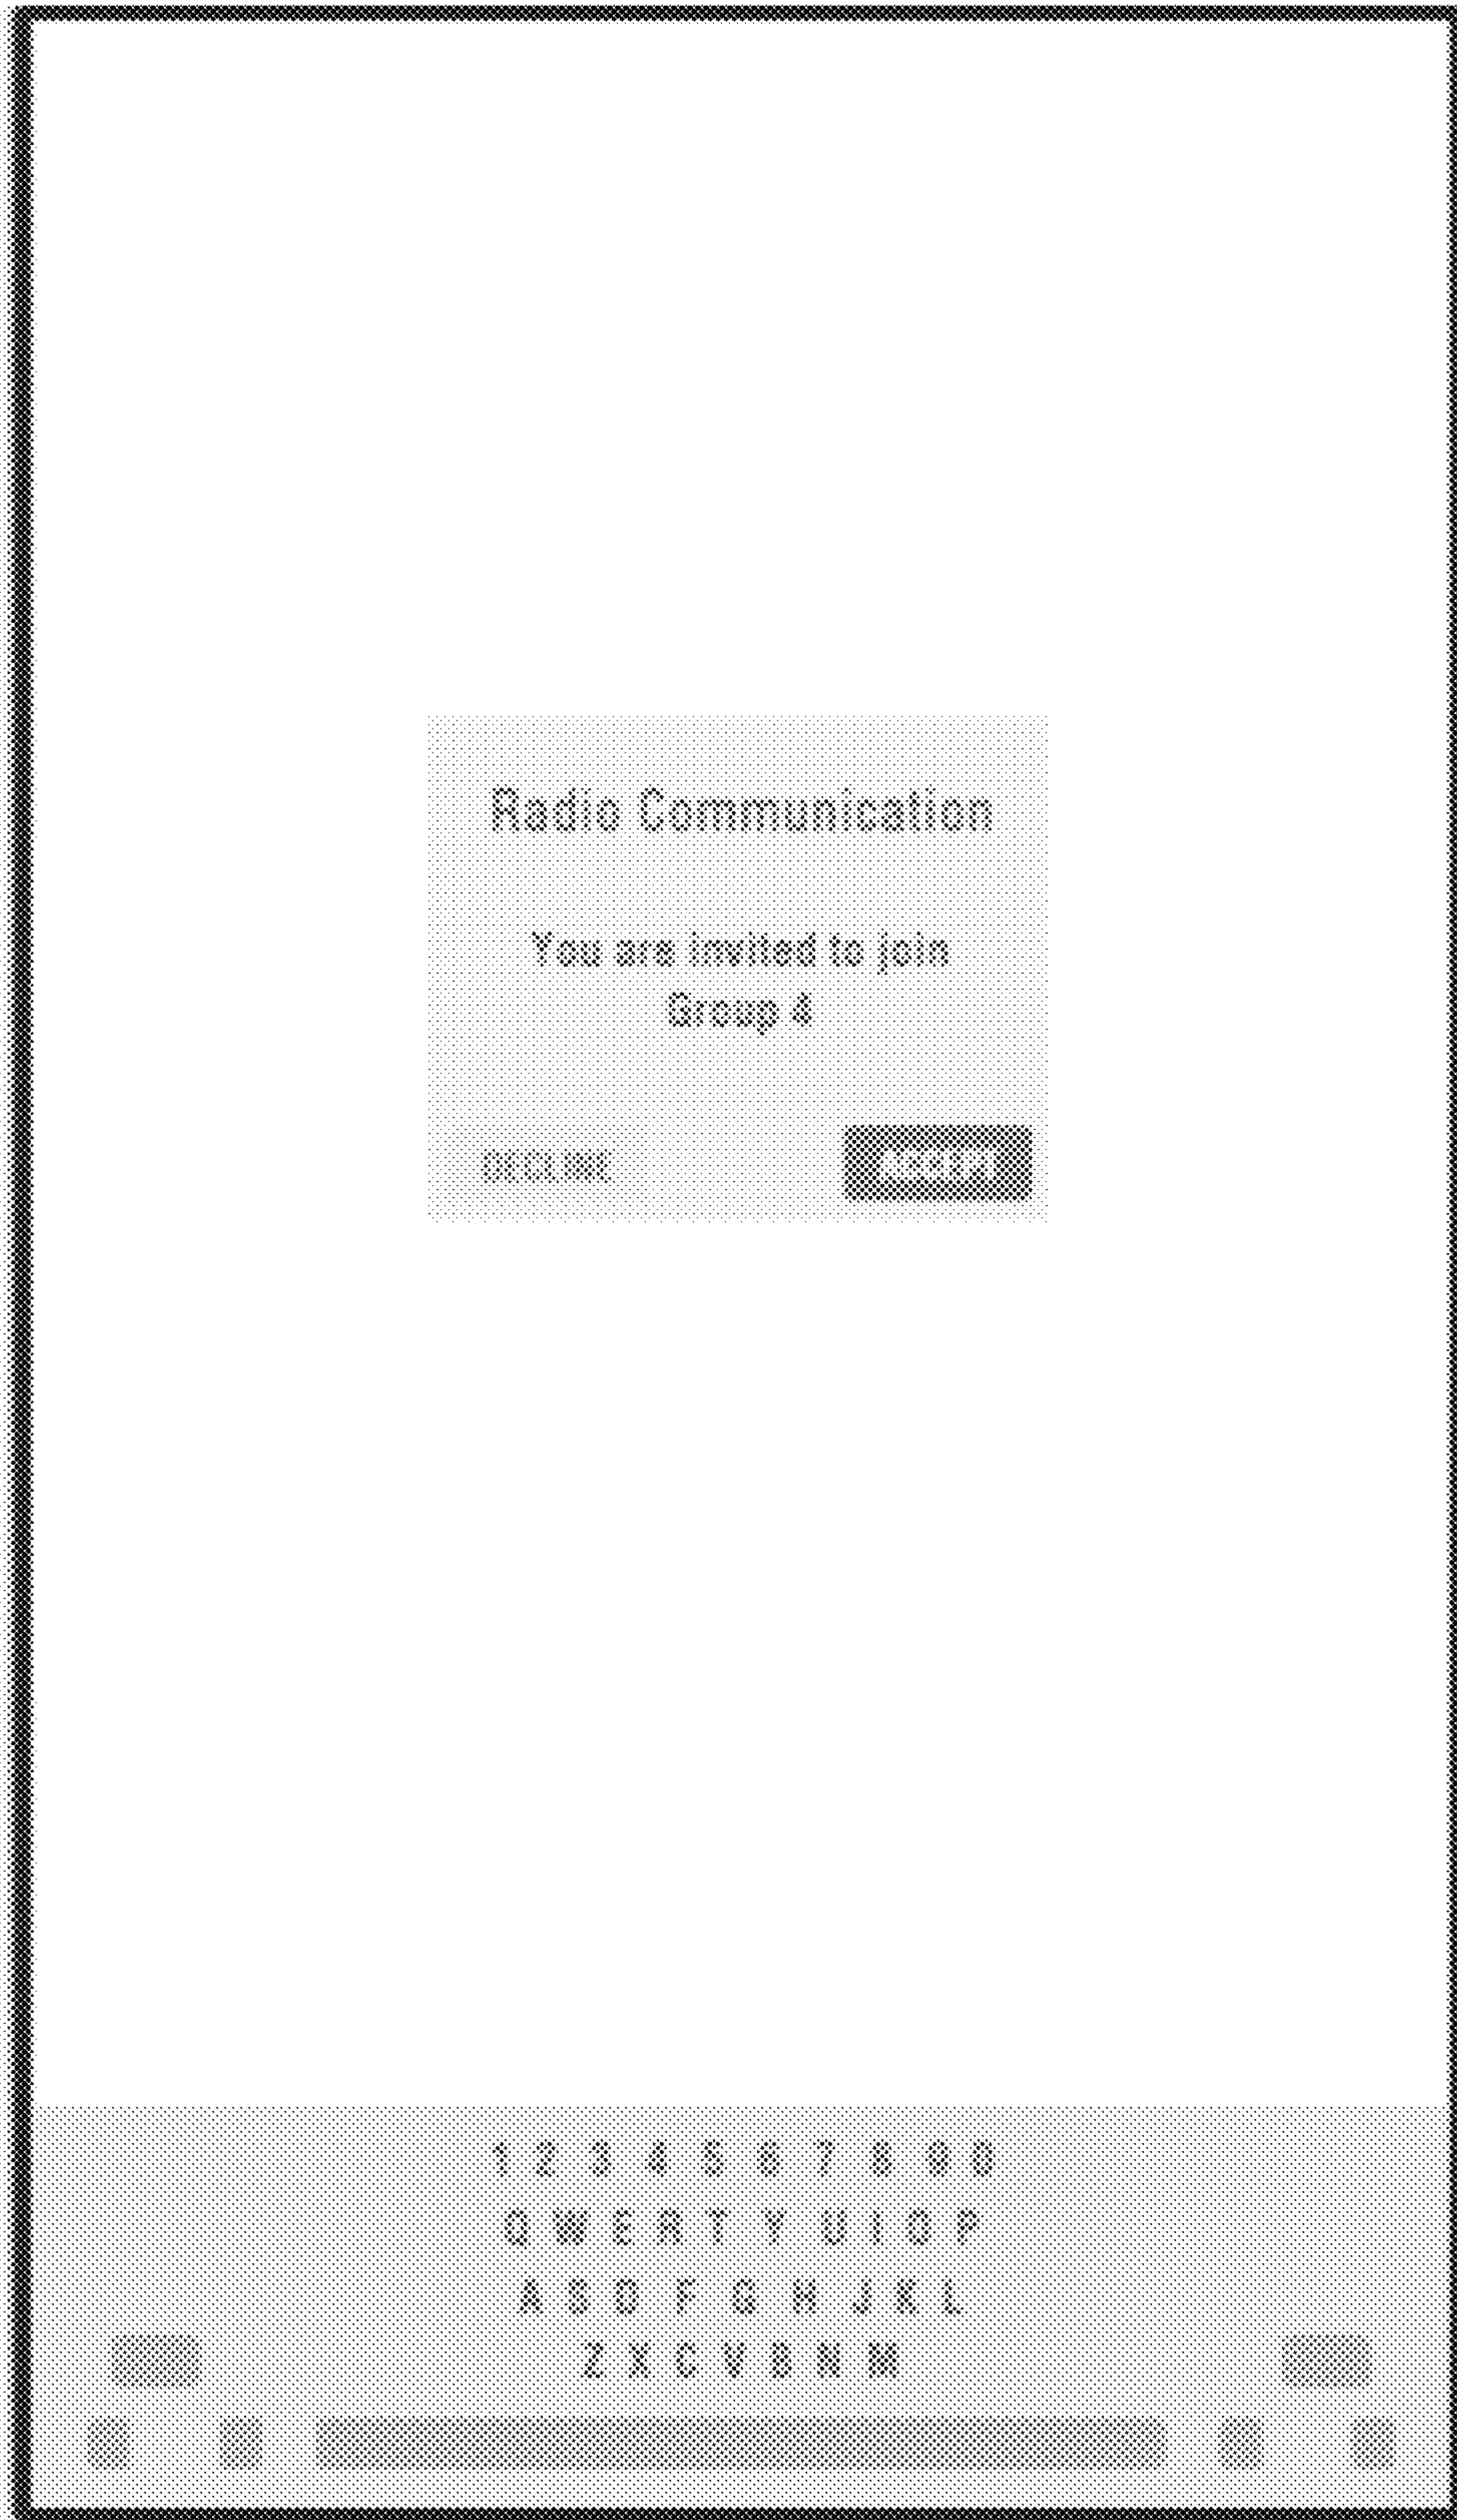 Radio Communication
You are invited to join
Group 4
DECLINE
1 2 3 4 5 6 7 8 9 0
Q W E R T Y U I O P
A S D F G H J K L
Z X C V B N M